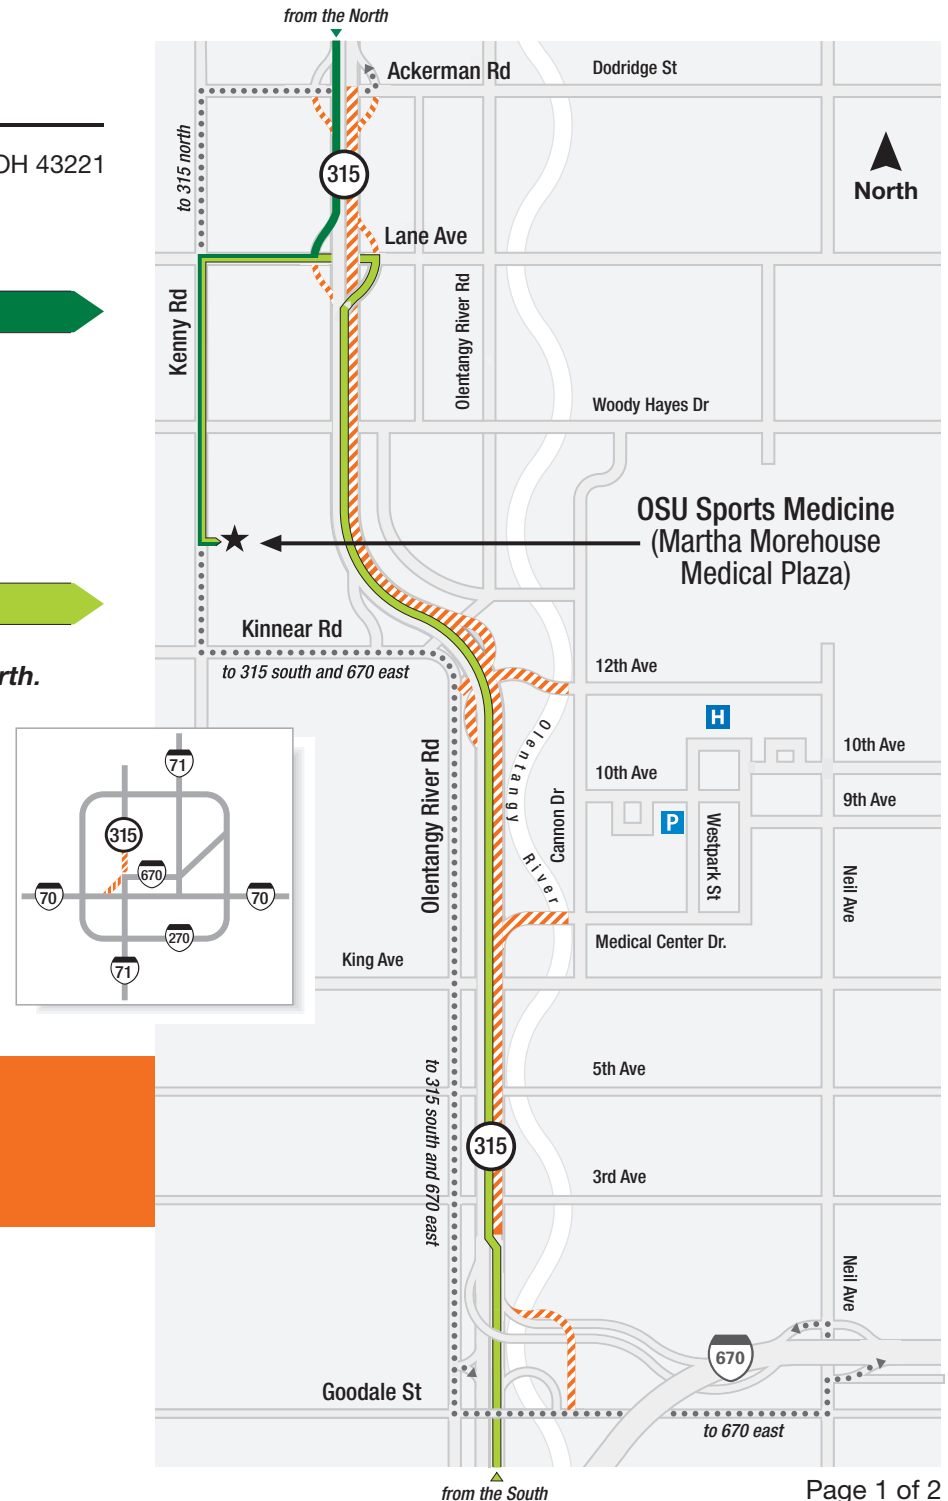 from the North
Ackerman Rd
Dodridge St
to 315 north
OH 43221
315
North
Lane Ave
Kenny Rd
Olentangy River Rd
Woody Hayes Dr
OSU Sports Medicine
(Martha Morehouse
Medical Plaza)
Kinnear Rd
to 315 south and 670 east
12th Ave
rth.
H
Olentangy
River
71
10th Ave
10th Ave
Olentangy River Rd
Cannon Dr
9th Ave
P
Westpark St
315
670
70
70
Neil Ave
270
Medical Center Dr.
King Ave
71
5th Ave
to 315 south and 670 east
315
3rd Ave
Neil Ave
670
Goodale St
to 670 east
from the South
Page 1 of 2